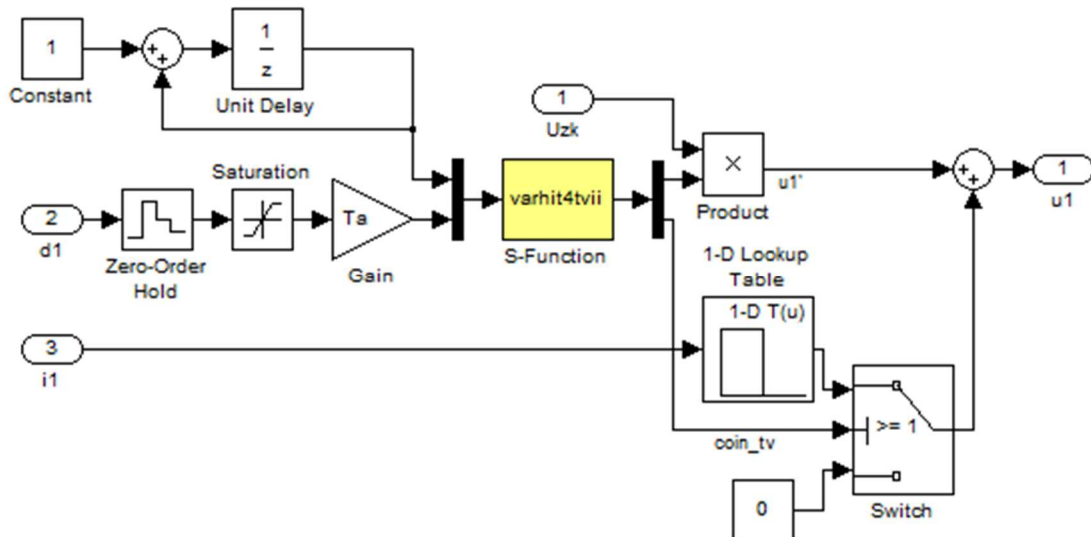 1
Constant
+
+
1
z
Unit Delay
1
Uzk
Saturation
2
d1
Zero-Order
Hold
Ta
Gain
varhit4tvii
S-Function
×
Product
u1'
+
+
1
u1
1-D Lookup
Table
1-D T(u)
3
i1
coin_tv
>= 1
Switch
0